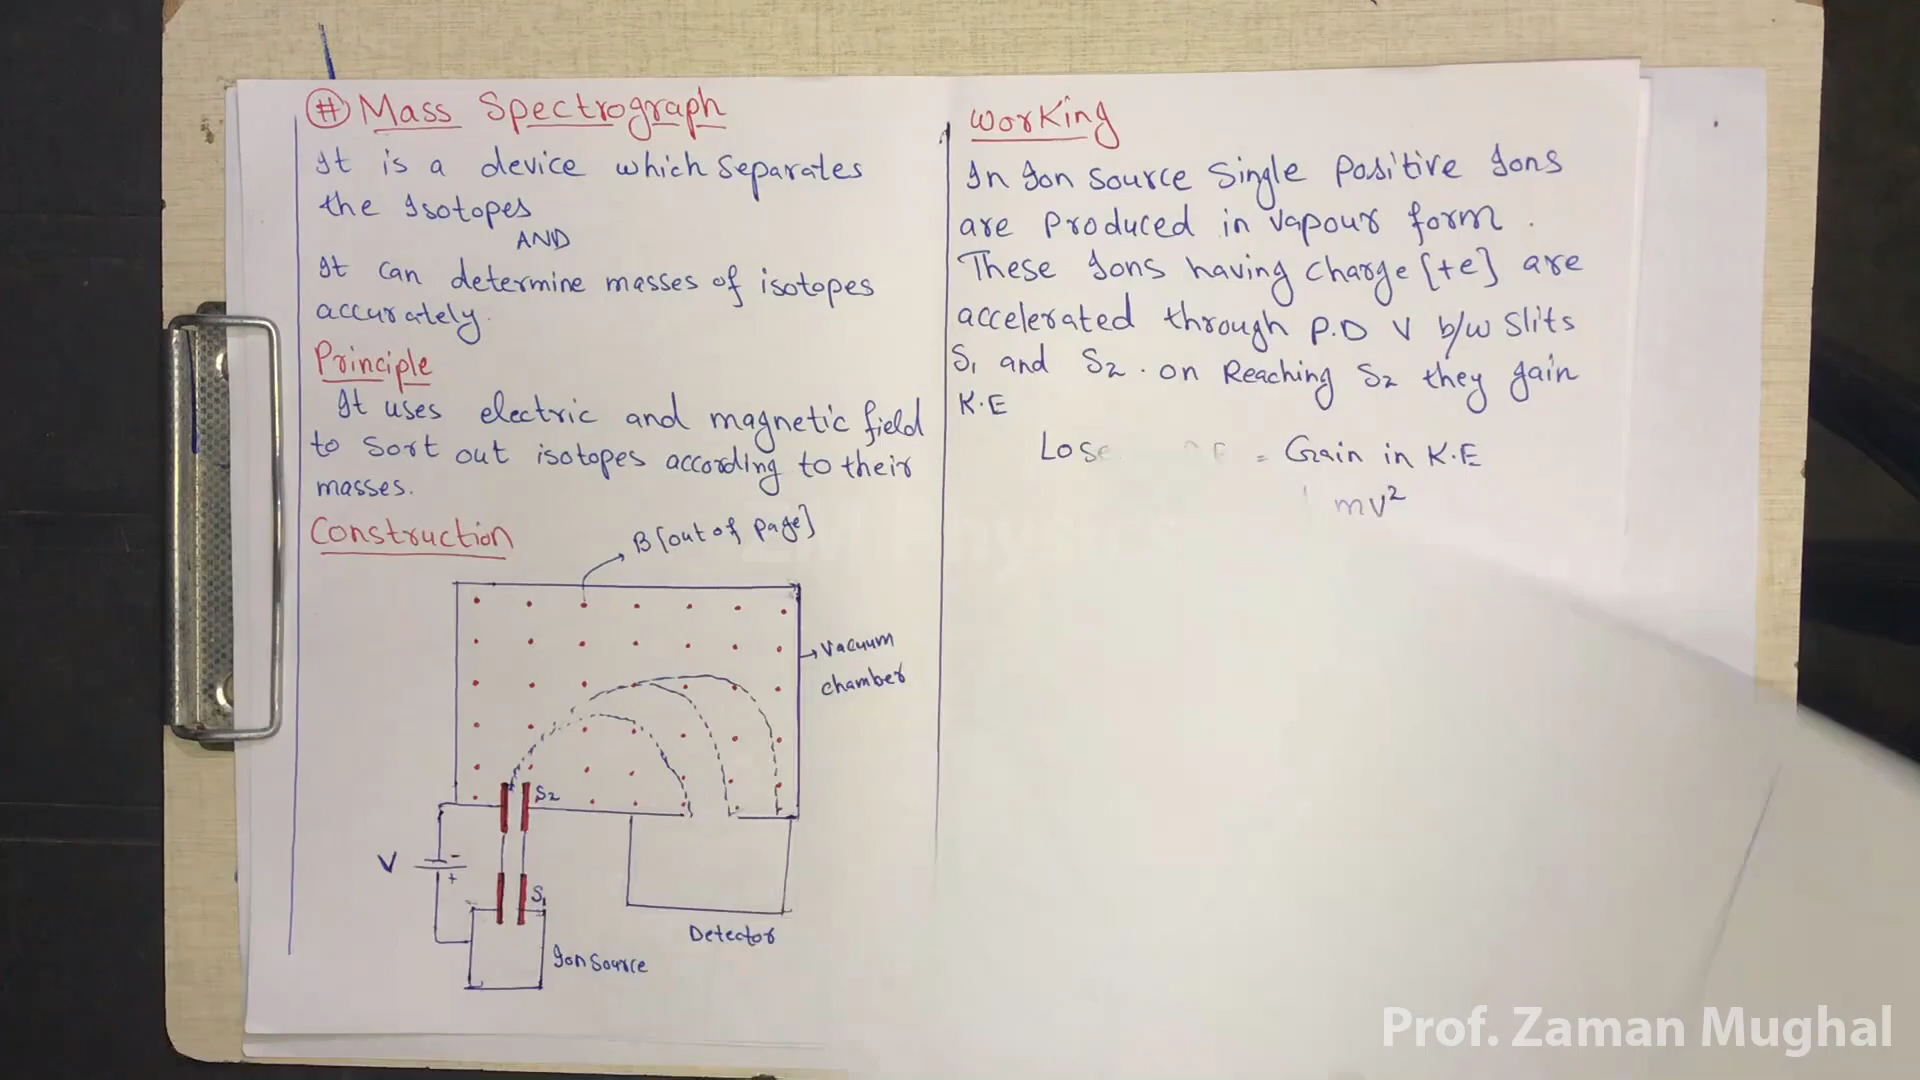 # Mass Spectrograph
It is a device which separates
the Isotopes
AND
It can determine masses of isotopes
accurately.
Principle
It uses electric and magnetic field
to sort out isotopes according to their
masses.
Construction
B [out of page]
Vacuum
chamber
S2
V
-
+
S1
Detector
Ion Source
Working
In Ion source Single Positive Ions
are produced in vapour form.
These Ions having charge [+e] are
accelerated through P.D V b/w Slits
S1 and S2. on Reaching S2 they gain
K.E
Lose = Gain in K.E
mv²
Prof. Zaman Mughal